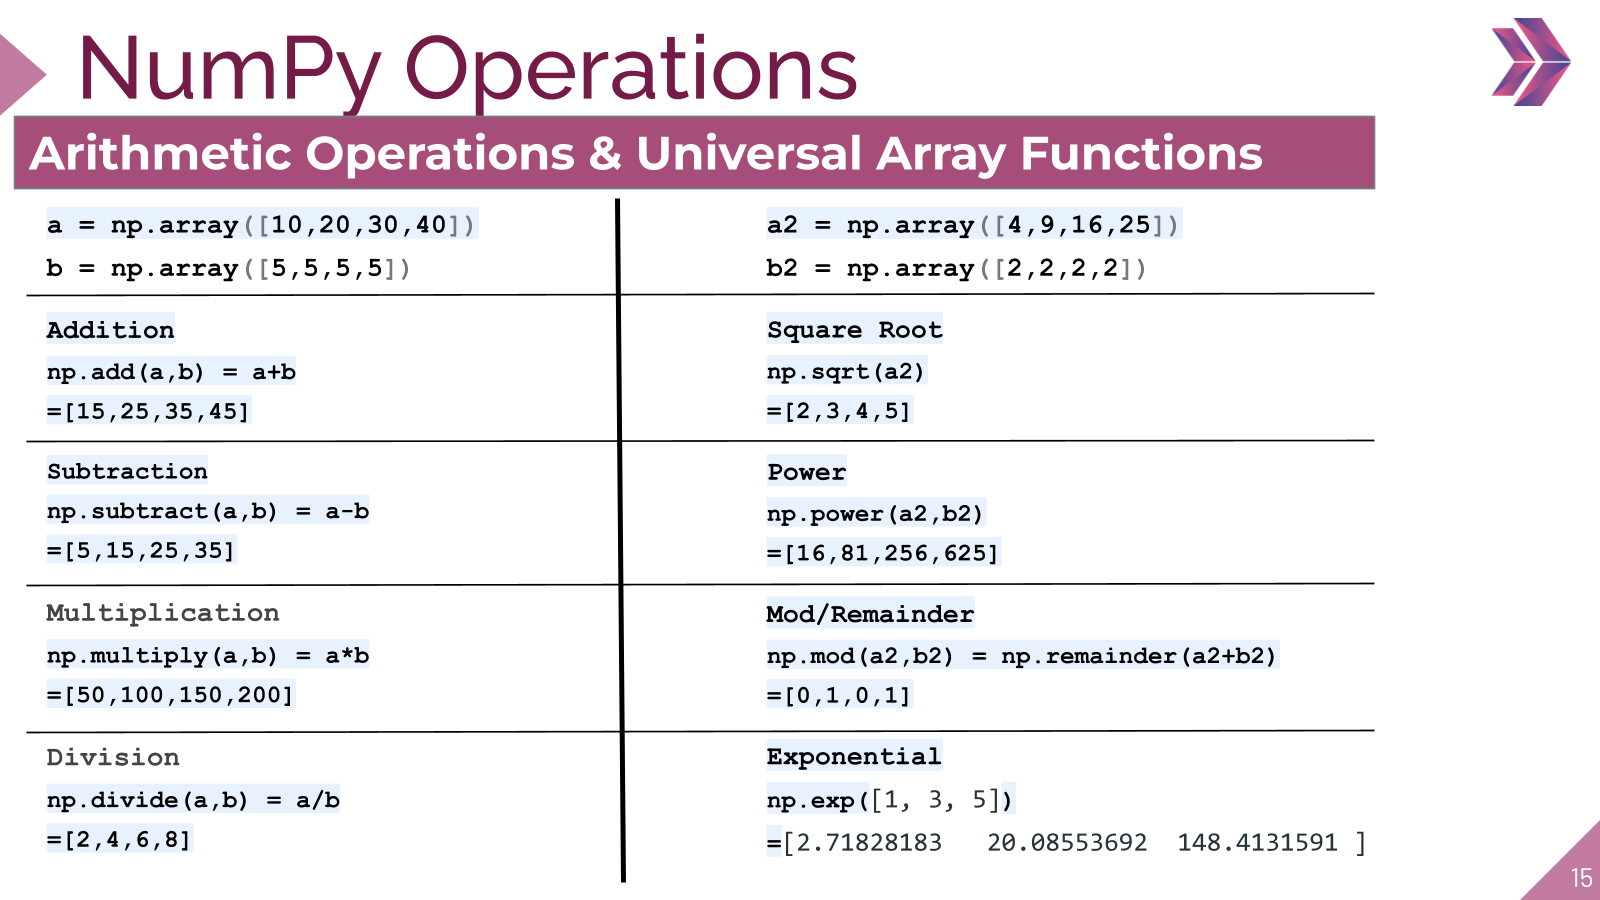 NumPy Operations
Arithmetic Operations & Universal Array Functions
a = np.array([10,20,30,40])
b = np.array([5,5,5,5])
Addition
np.add(a,b) = a+b
=[15,25,35,45]
Subtraction
np.subtract(a,b) = a-b
=[5,15,25,35]
Multiplication
np.multiply(a,b) = a*b
=[50,100,150,200]
Division
np.divide(a,b) = a/b
=[2,4,6,8]
a2 = np.array([4,9,16,25])
b2 = np.array([2,2,2,2])
Square Root
np.sqrt(a2)
=[2,3,4,5]
Power
np.power(a2,b2)
=[16,81,256,625]
Mod/Remainder
np.mod(a2,b2) = np.remainder(a2+b2)
=[0,1,0,1]
Exponential
np.exp([1, 3, 5])
=[2.71828183   20.08553692  148.4131591 ]
15